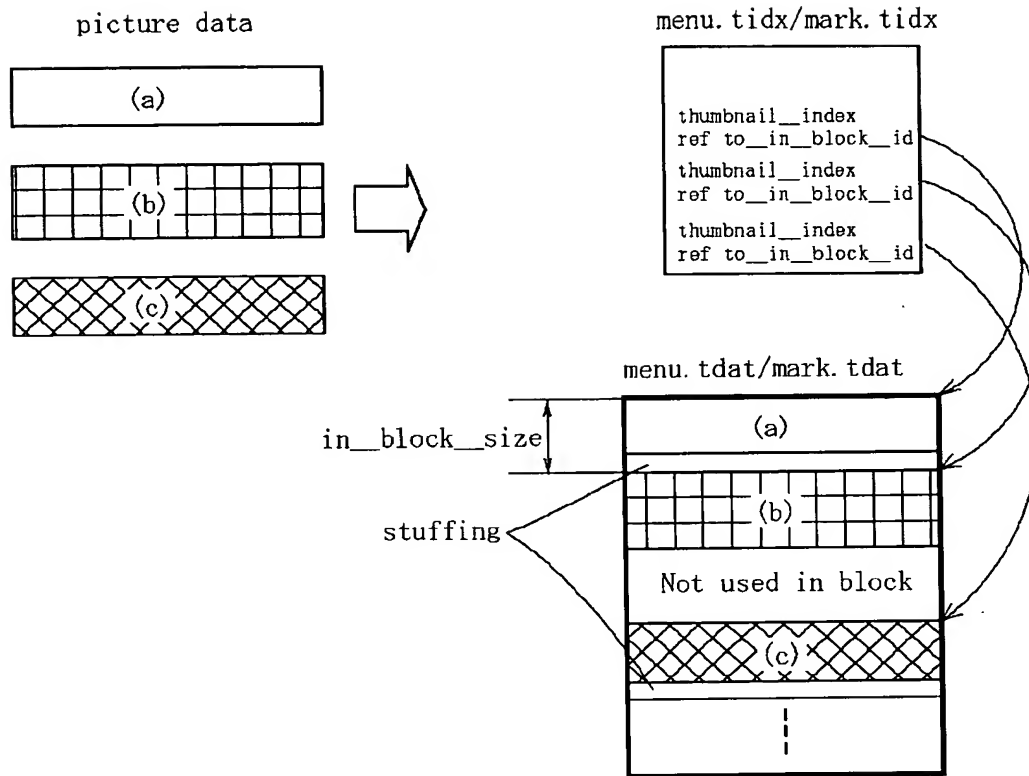 picture data
(a)
(b)
(c)
menu.tidx/mark.tidx
thumbnail__index
ref to__in__block__id
thumbnail__index
ref to__in__block__id
thumbnail__index
ref to__in__block__id
menu.tdat/mark.tdat
in__block__size
(a)
stuffing
(b)
Not used in block
(c)